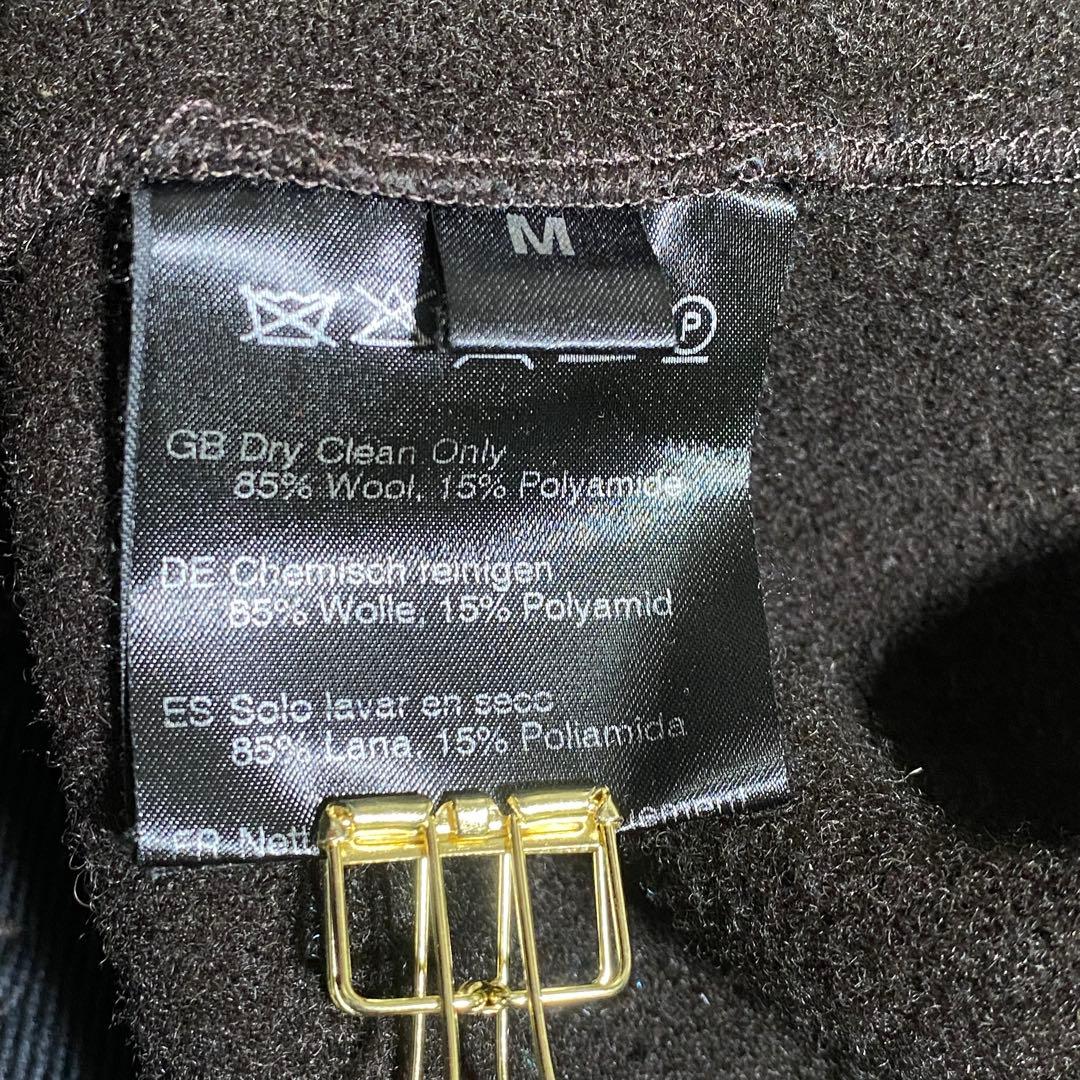 M
P
GB Dry Clean Only
85% Wool, 15% Polyamide
DE Chemisch reinigen
85% Wolle, 15% Polyamid
ES Solo lavar en seco
85% Lana, 15% Poliamida
FR